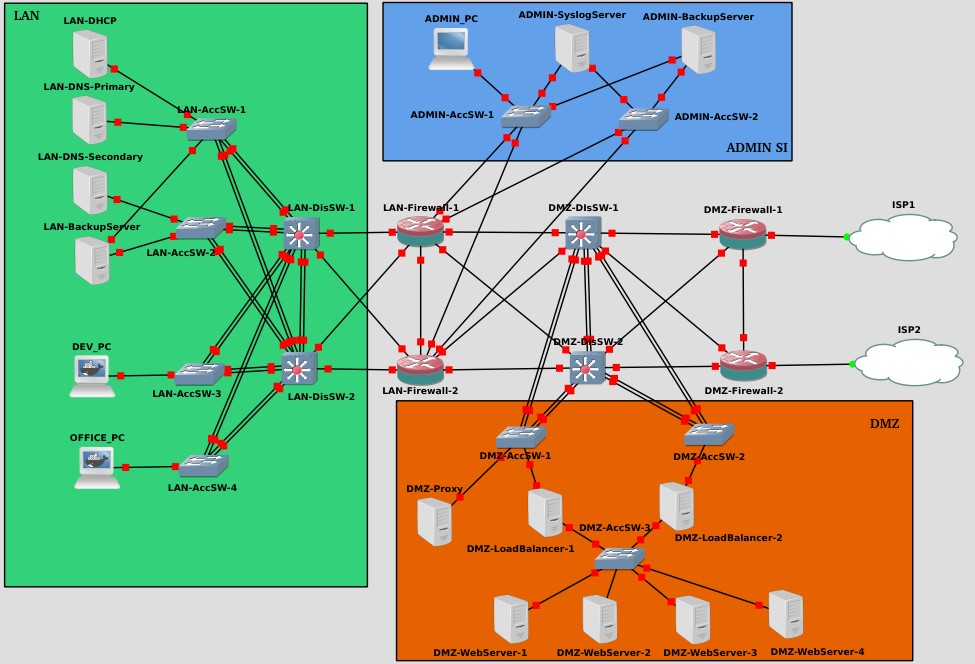 LAN
LAN-DHCP
LAN-DNS-Primary
LAN-AccSW-1
LAN-DNS-Secondary
LAN-BackupServer
LAN-AccSW-2
LAN-DisSW-1
DEV_PC
LAN-AccSW-3
LAN-DisSW-2
OFFICE_PC
LAN-AccSW-4
ADMIN_PC
ADMIN-SyslogServer
ADMIN-BackupServer
ADMIN-AccSW-1
ADMIN-AccSW-2
ADMIN SI
LAN-Firewall-1
DMZ-DIsSW-1
DMZ-Firewall-1
ISP1
LAN-Firewall-2
DMZ-DisSW-2
DMZ-Firewall-2
ISP2
DMZ
DMZ-AccSW-1
DMZ-AccSW-2
DMZ-Proxy
DMZ-LoadBalancer-1
DMZ-AccSW-3
DMZ-LoadBalancer-2
DMZ-WebServer-1
DMZ-WebServer-2
DMZ-WebServer-3
DMZ-WebServer-4